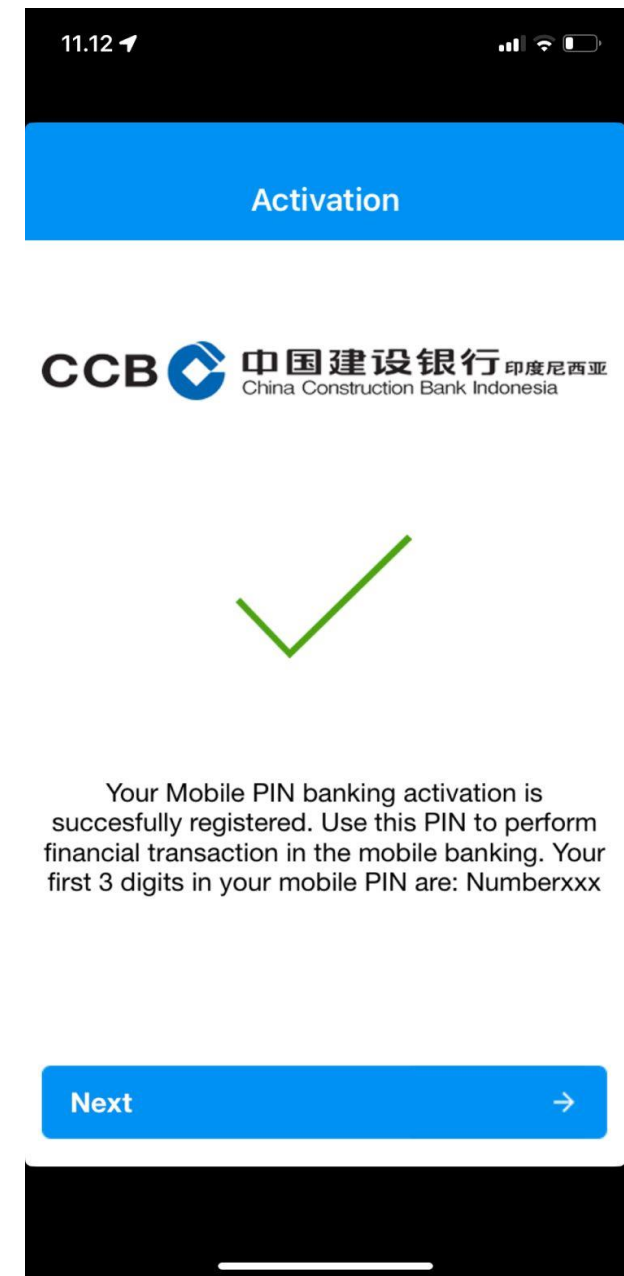 11.12
Activation
CCB 中国建设银行 印度尼西亚
China Construction Bank Indonesia
Your Mobile PIN banking activation is
succesfully registered. Use this PIN to perform
financial transaction in the mobile banking. Your
first 3 digits in your mobile PIN are: Numberxxx
Next